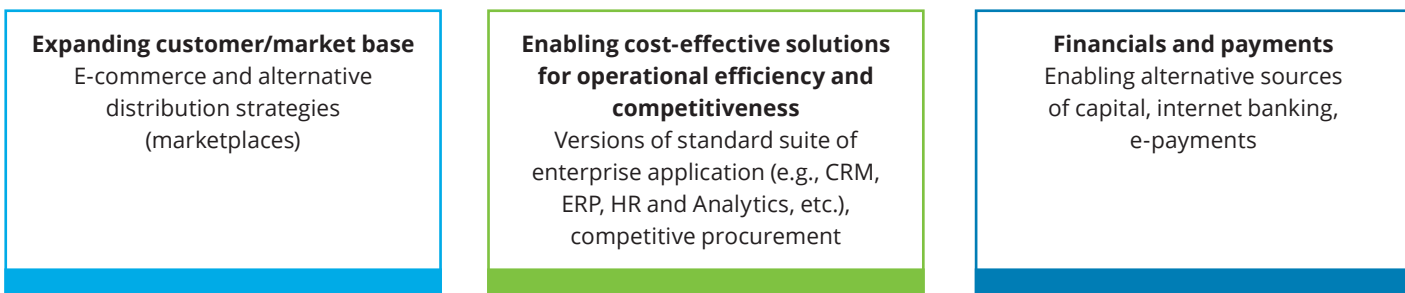 Expanding customer/market base
E-commerce and alternative
distribution strategies
(marketplaces)
Enabling cost-effective solutions
for operational efficiency and
competitiveness
Versions of standard suite of
enterprise application (e.g., CRM,
ERP, HR and Analytics, etc.),
competitive procurement
Financials and payments
Enabling alternative sources
of capital, internet banking,
e-payments